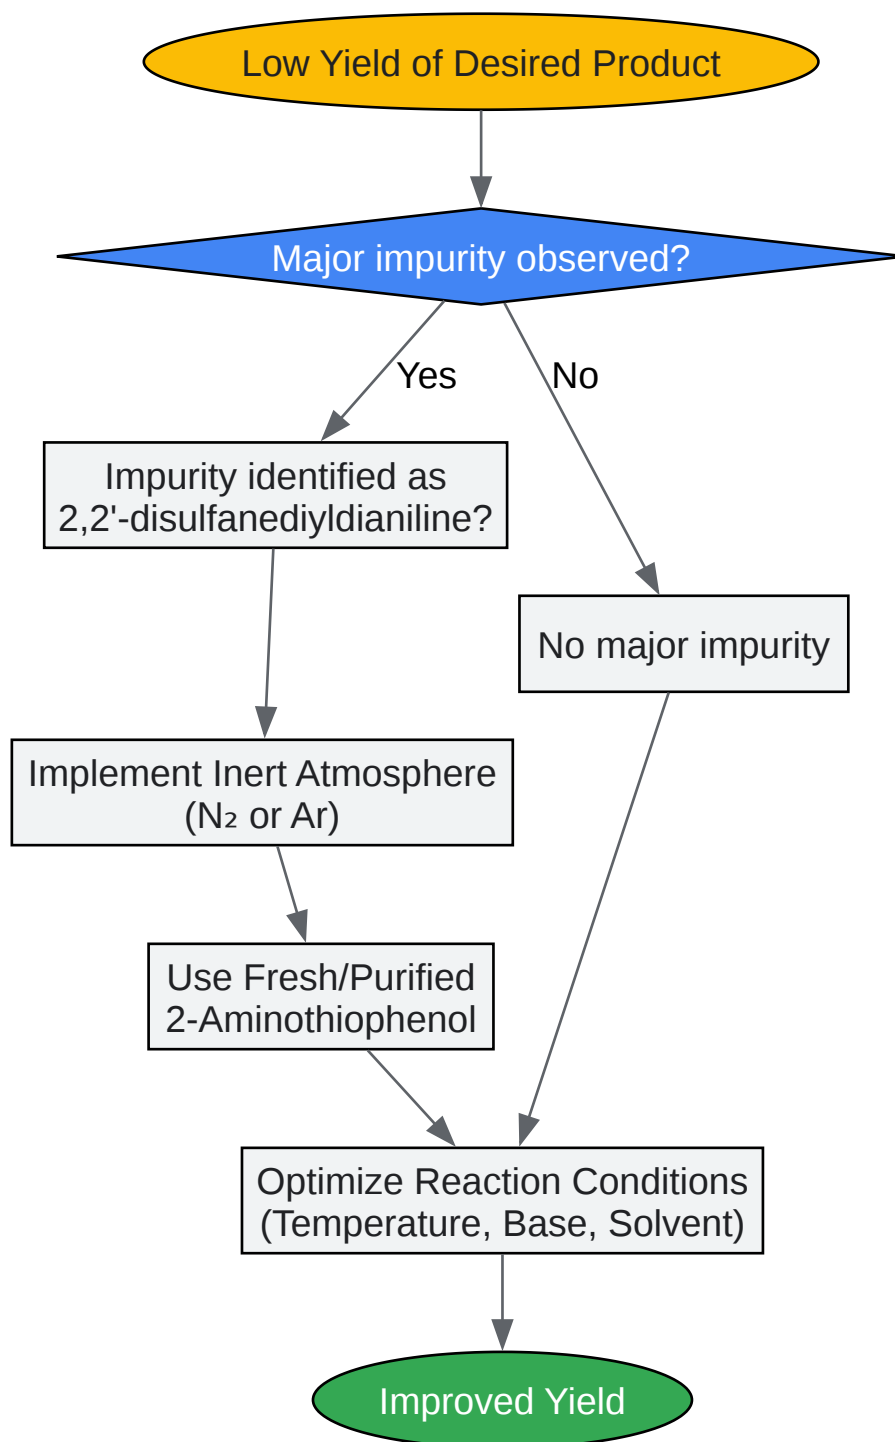 Low Yield of Desired Product
Major impurity observed?
Yes
No
Impurity identified as
2,2'-disulfanediyldianiline?
No major impurity
Implement Inert Atmosphere
(N₂ or Ar)
Use Fresh/Purified
2-Aminothiophenol
Optimize Reaction Conditions
(Temperature, Base, Solvent)
Improved Yield